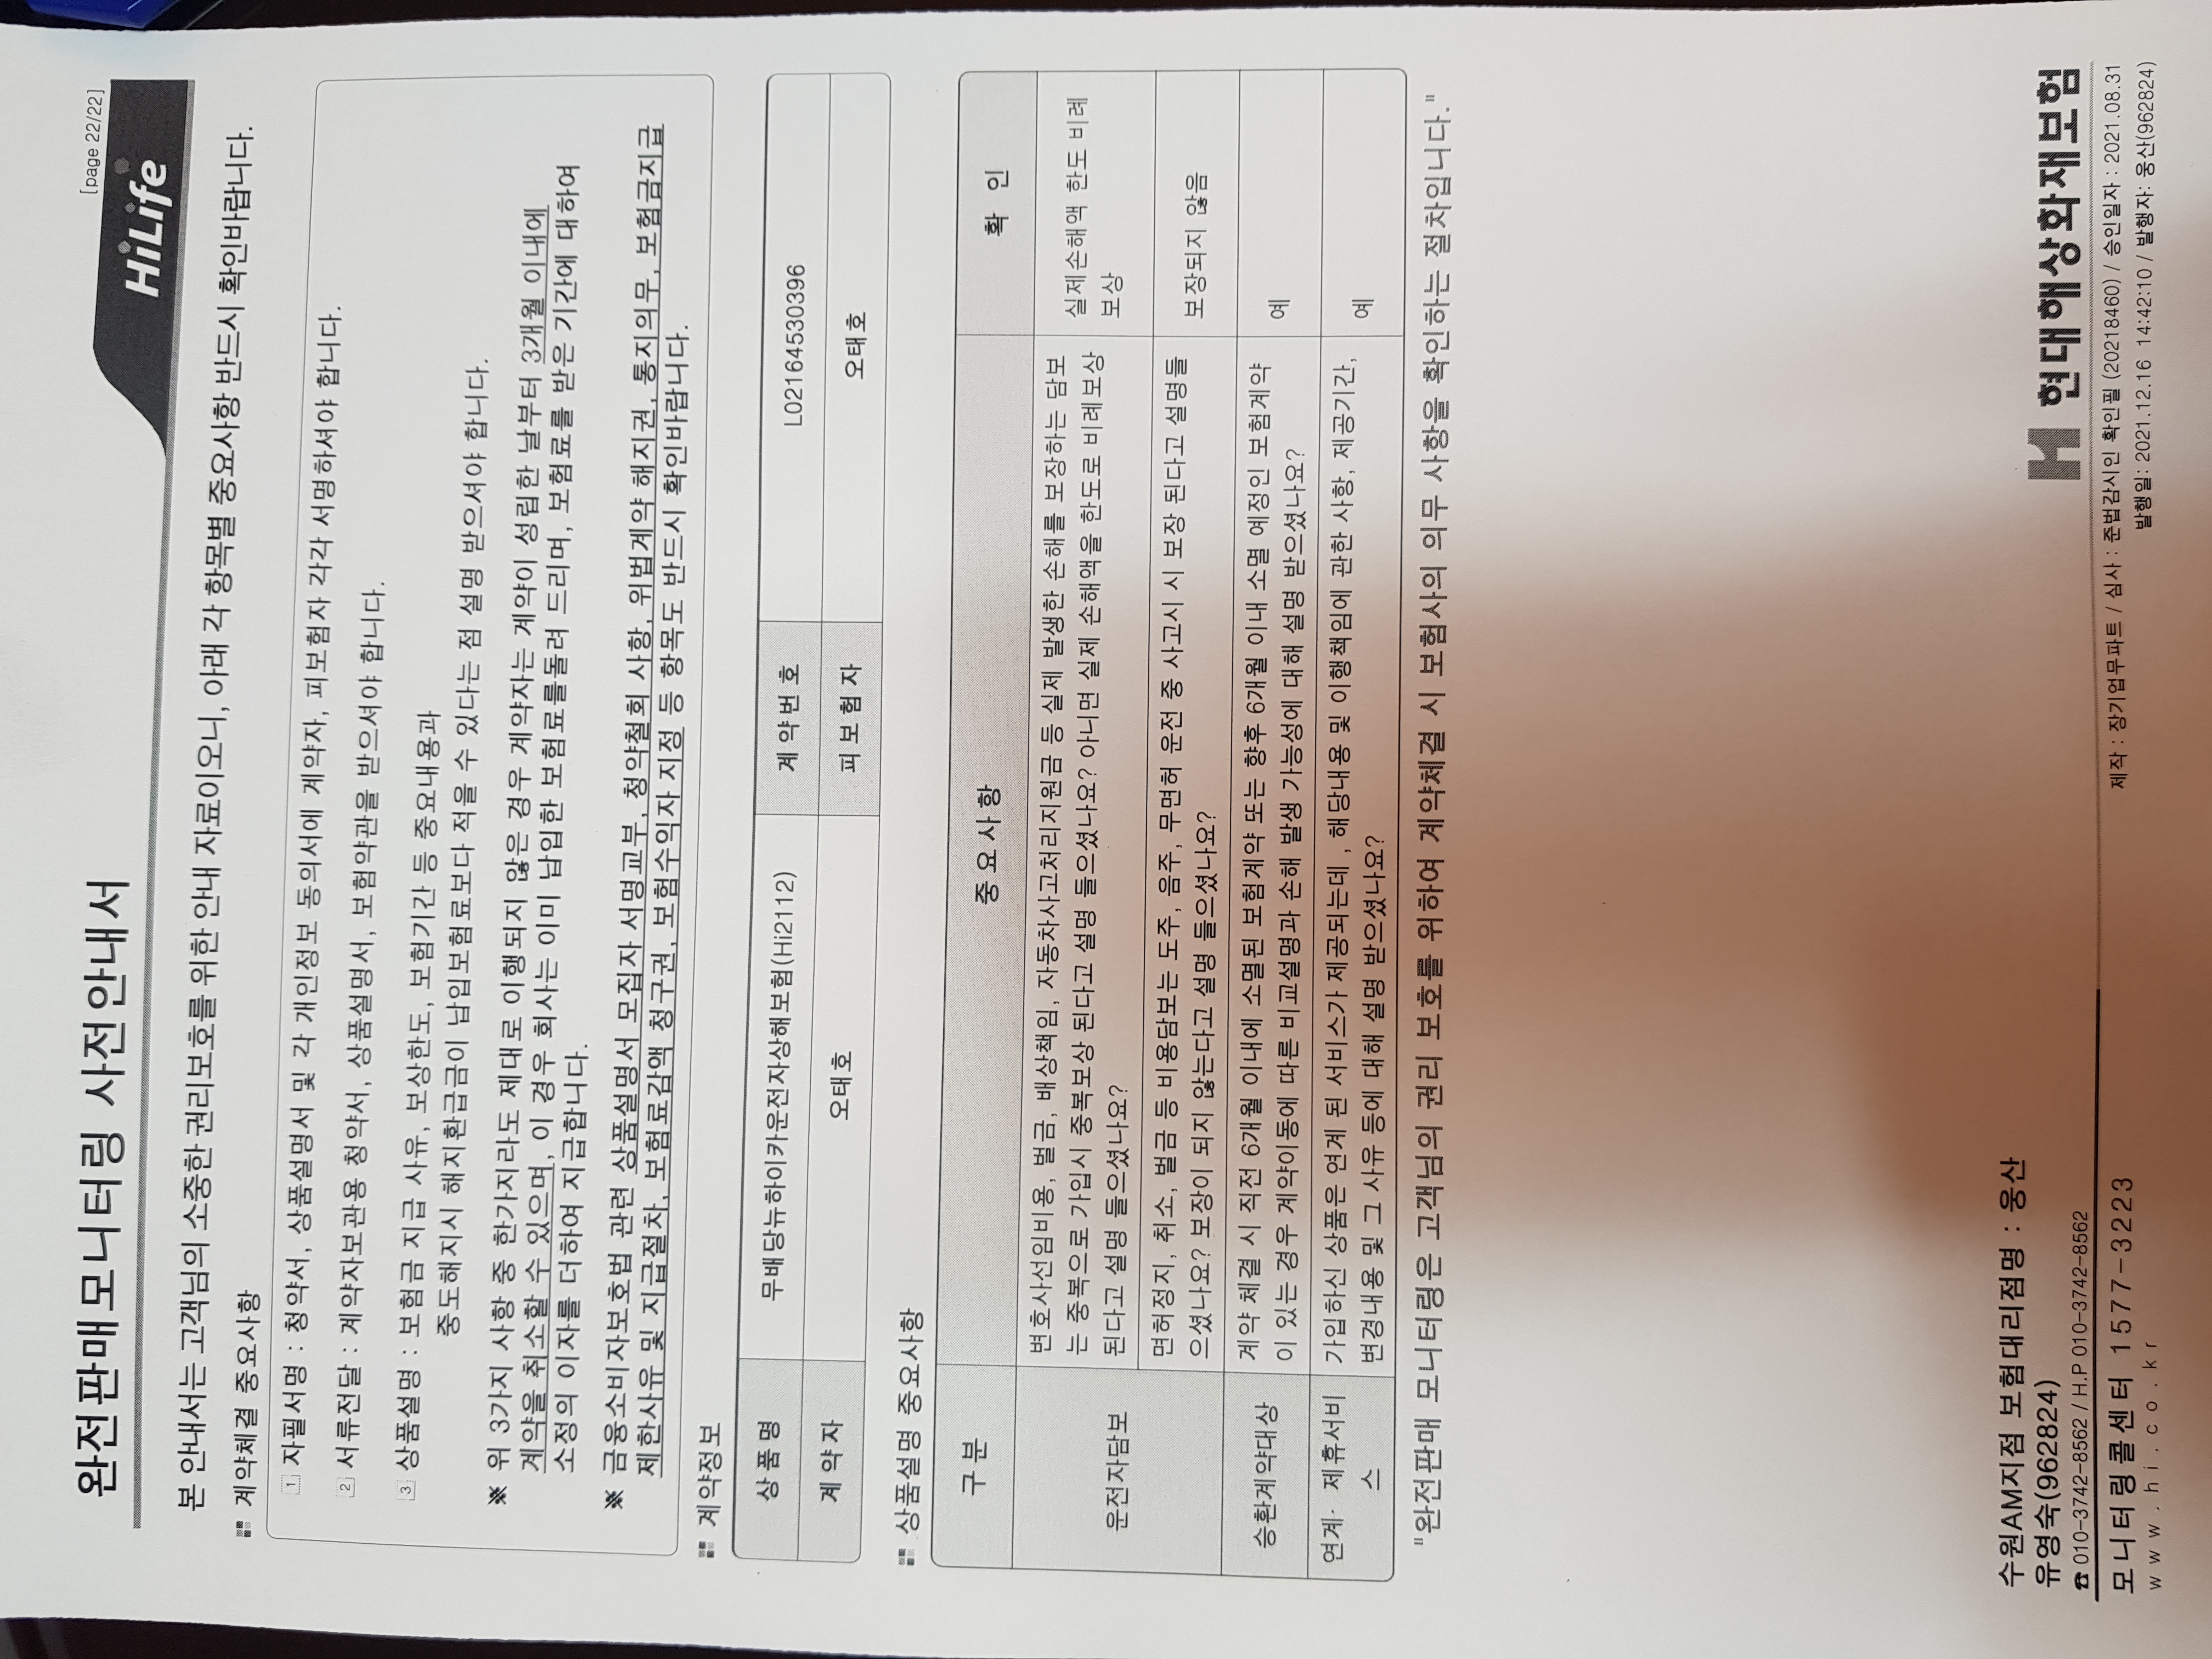 완전판매모니터링 사전안내서
[page 22/22]
HiLife
본 안내서는 고객님의 소중한 권리보호를 위한 안내 자료이오니, 아래 각 항목별 중요사항 반드시 확인바랍니다.
계약체결 중요사항
1 자필서명 : 청약서, 상품설명서 및 각 개인정보 동의서에 계약자, 피보험자 각각 서명하셔야 합니다.
2 서류전달 : 계약자보관용 청약서, 상품설명서, 보험약관을 받으셔야 합니다.
3 상품설명 : 보험금 지급 사유, 보상한도, 보험기간 등 중요내용과
중도해지시 해지환급금이 납입보험료보다 적을 수 있다는 점 설명 받으셔야 합니다.
※ 위 3가지 사항 중 한가지라도 제대로 이행되지 않은 경우 계약자는 계약이 성립한 날부터 3개월 이내에
계약을 취소할 수 있으며, 이 경우 회사는 이미 납입한 보험료를돌려 드리며, 보험료를 받은 기간에 대하여
소정의 이자를 더하여 지급합니다.
※ 금융소비자보호법 관련 상품설명서 모집자 서명교부, 청약철회 사항, 위법계약 해지권, 통지의무, 보험금지급
제한사유 및 지급절차, 보험료감액 청구권, 보험수익자 지정 등 항목도 반드시 확인바랍니다.
계약정보
상품명 무배당뉴하이카운전자상해보험(Hi2112) 계약번호 L02164530396
계약자 오태호 피보험자 오태호
상품설명 중요사항
구분 중요사항 확 인
운전자담보
변호사선임비용, 벌금, 배상책임, 자동차사고처리지원금 등 실제 발생한 손해를 보장하는 담보
는 중복으로 가입시 중복보상 된다고 설명 들으셨나요? 아니면 실제 손해액을 한도로 비례보상
된다고 설명 들으셨나요?
실제손해액 한도 비례
보상
면허정지, 취소, 벌금 등 비용담보는 도주, 음주, 무면허 운전 중 사고시 시 보장 된다고 설명들
으셨나요? 보장이 되지 않는다고 설명 들으셨나요?
보장되지 않음
승환계약대상
계약 체결 시 직전 6개월 이내에 소멸된 보험계약 또는 향후 6개월 이내 소멸 예정인 보험계약
이 있는 경우 계약이동에 따른 비교설명과 손해 발생 가능성에 대해 설명 받으셨나요?
예
연계· 제휴서비
스
가입하신 상품은 연계 된 서비스가 제공되는데 , 해당내용 및 이행책임에 관한 사항, 제공기간,
변경내용 및 그 사유 등에 대해 설명 받으셨나요?
예
"완전판매 모니터링은 고객님의 권리 보호를 위하여 계약체결 시 보험사의 의무 사항을 확인하는 절차입니다."
수원AM지점 보험대리점명 : 웅산
유영숙(962824)
☎ 010-3742-8562 / H.P 010-3742-8562
모니터링콜센터 1577-3223
www.hi.co.kr
현대해상화재보험
제작 : 장기업무파트 / 심사 : 준법감시인 확인필 (20218460) / 승인일자 : 2021.08.31
발행일: 2021.12.16 14:42:10 / 발행자: 웅산(962824)